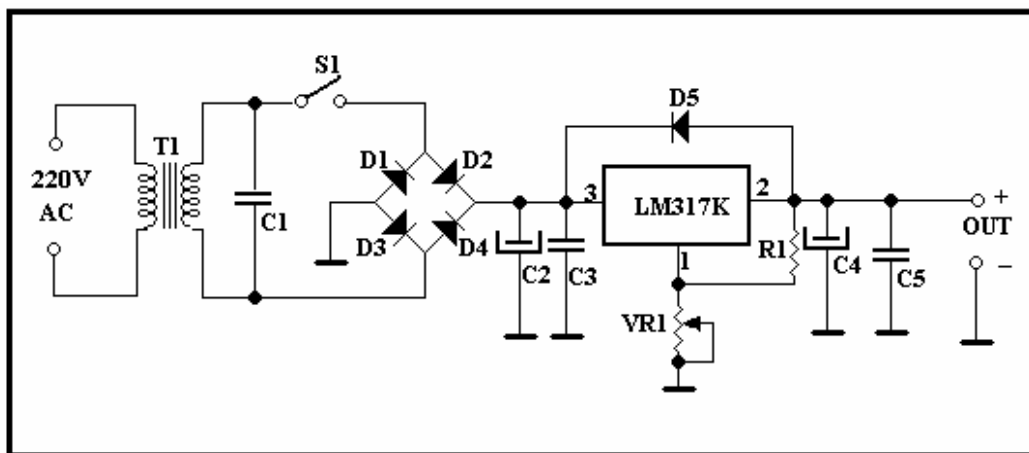 S1
D5
T1
D1
D2
220V
AC
C1
3
LM317K
2
+
OUT
−
D3
D4
C2
C3
1
R1
C4
C5
VR1